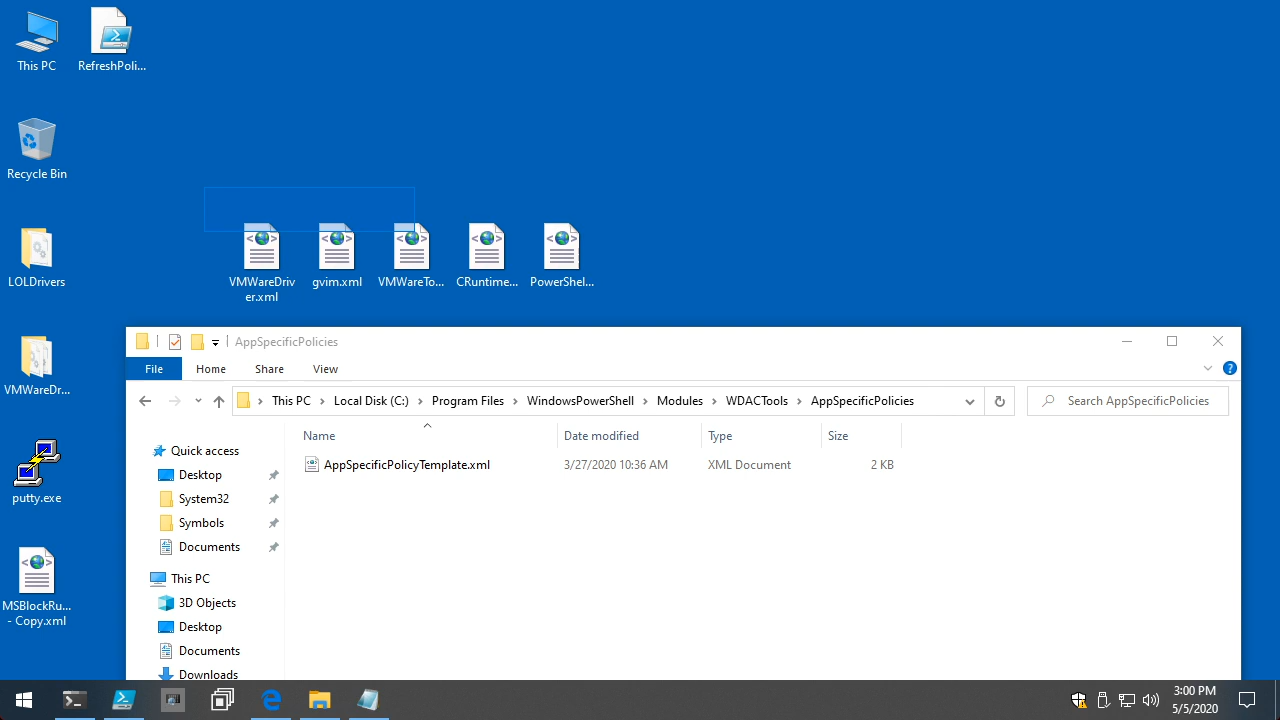 This PC
RefreshPoli...
Recycle Bin
LOLDrivers
VMWareDr...
putty.exe
MSBlockRu...
- Copy.xml
VMWareDriv
er.xml
gvim.xml
VMWareTo...
CRuntime...
PowerShel...
AppSpecificPolicies
File
Home
Share
View
This PC
Local Disk (C:)
Program Files
WindowsPowerShell
Modules
WDACTools
AppSpecificPolicies
Search AppSpecificPolicies
Name
Date modified
Type
Size
AppSpecificPolicyTemplate.xml
3/27/2020 10:36 AM
XML Document
2 KB
Quick access
Desktop
System32
Symbols
Documents
This PC
3D Objects
Desktop
Documents
Downloads
3:00 PM
5/5/2020